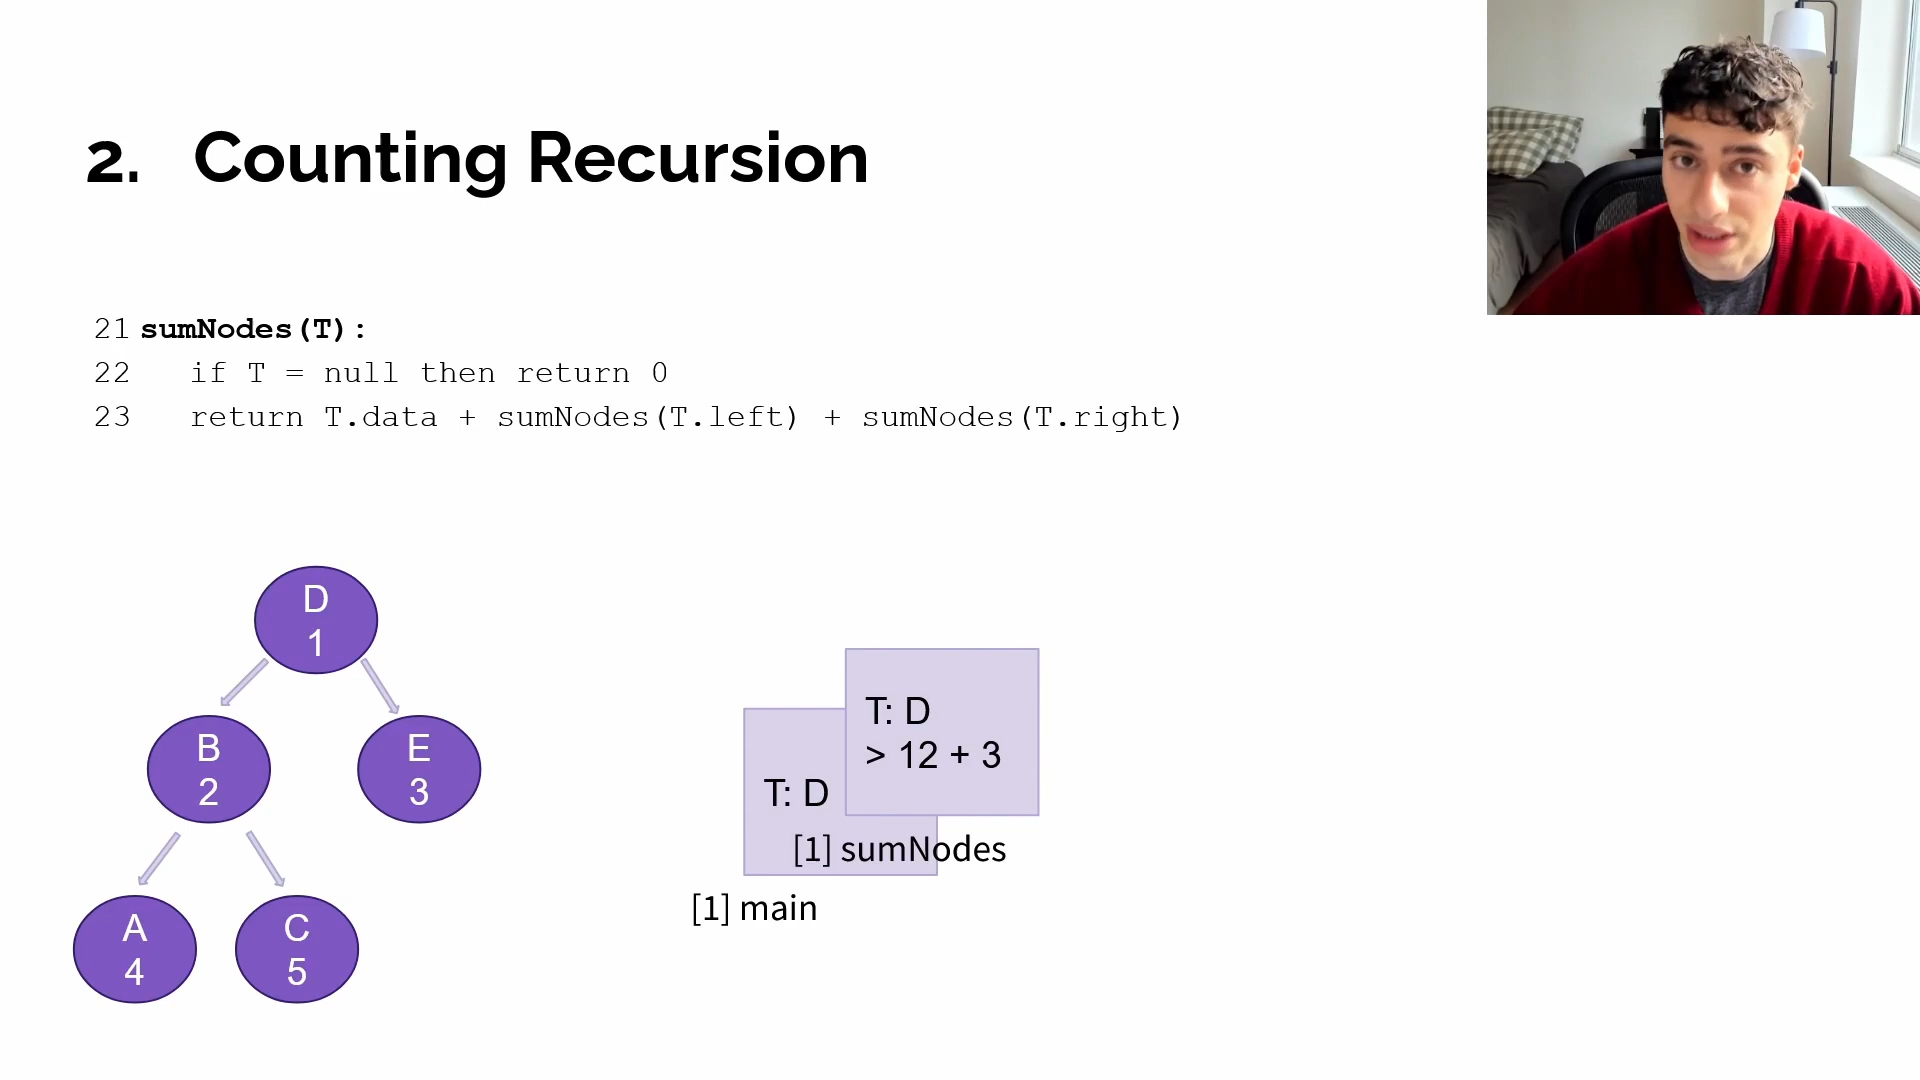 2. Counting Recursion
21 sumNodes(T):
22 if T = null then return 0
23 return T.data + sumNodes(T.left) + sumNodes(T.right)
D
1
B
2
E
3
A
4
C
5
T: D
> 12 + 3
T: D
[1] sumNodes
[1] main